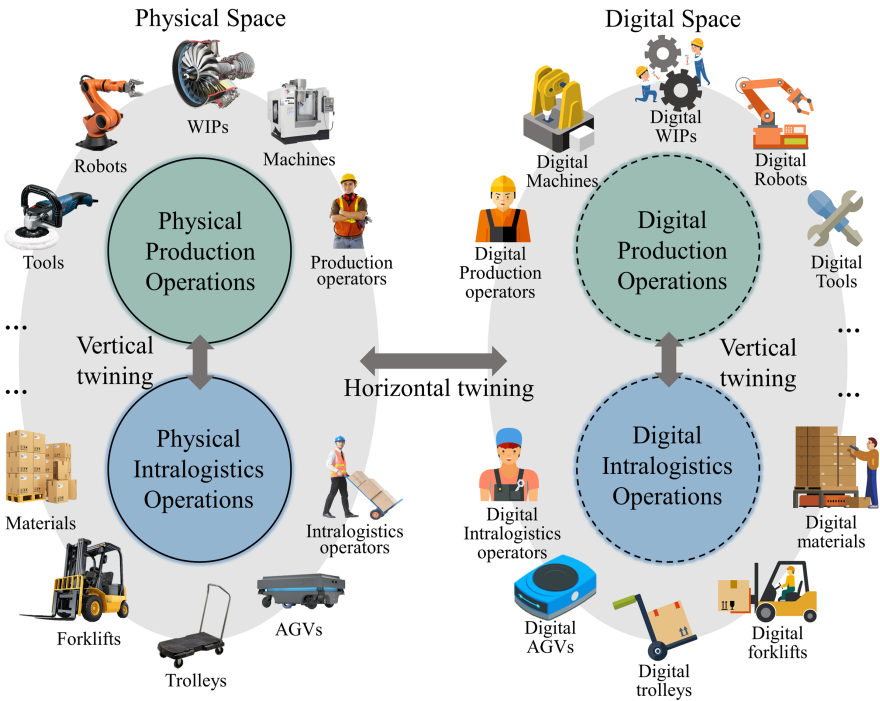 Physical Space
Digital Space
WIPs
Robots
Machines
Tools
Production
operators
Physical
Production
Operations
Vertical
twining
Physical
Intralogistics
Operations
Materials
Intralogistics
operators
Forklifts
AGVs
Trolleys
...
...
Horizontal twining
Digital
WIPs
Digital
Machines
Digital
Robots
Digital
Production
operators
Digital
Tools
Digital
Production
Operations
Vertical
twining
...
...
Digital
Intralogistics
Operations
Digital
Intralogistics
operators
Digital
materials
Digital
AGVs
Digital
forklifts
Digital
trolleys